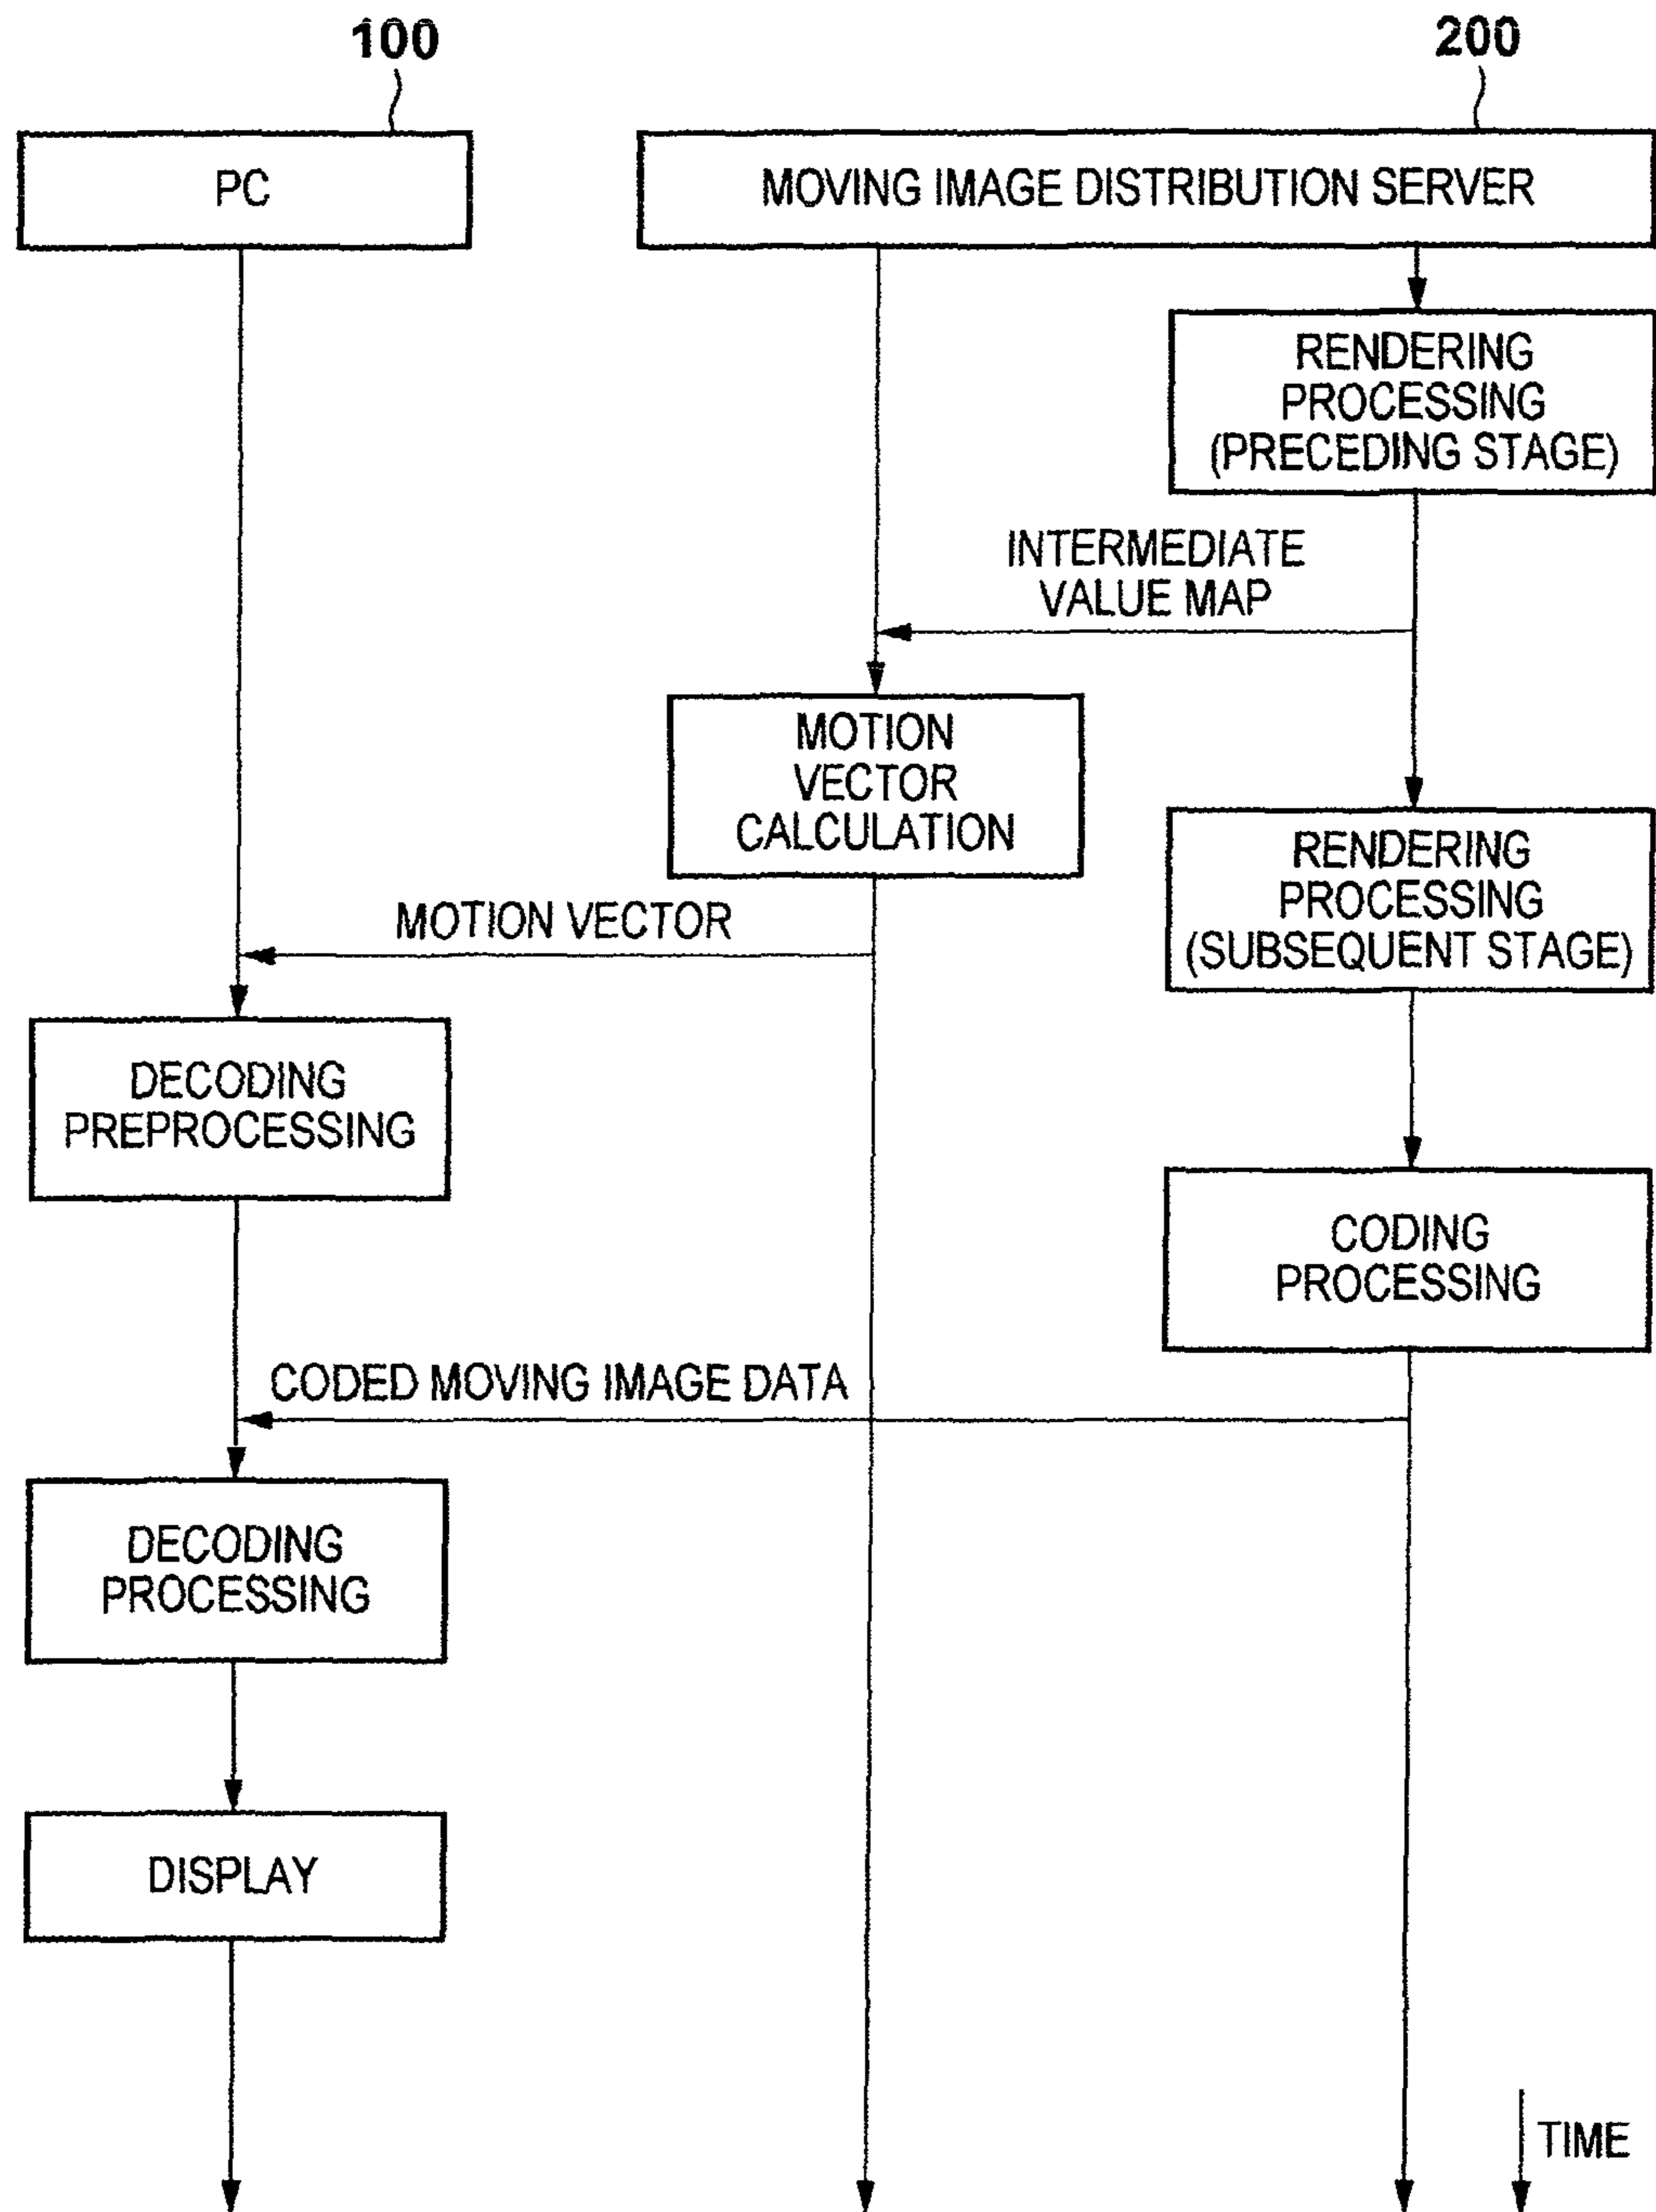 100
200
PC
MOVING IMAGE DISTRIBUTION SERVER
RENDERING
PROCESSING
(PRECEDING STAGE)
INTERMEDIATE
VALUE MAP
MOTION
VECTOR
CALCULATION
RENDERING
PROCESSING
(SUBSEQUENT STAGE)
MOTION VECTOR
DECODING
PREPROCESSING
CODING
PROCESSING
CODED MOVING IMAGE DATA
DECODING
PROCESSING
DISPLAY
TIME